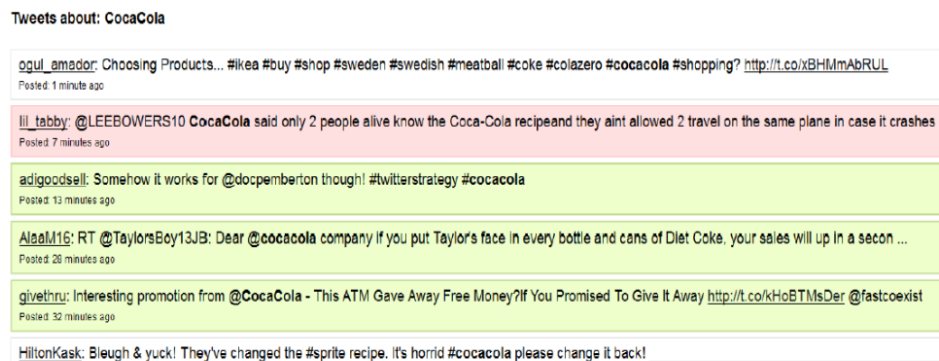 Tweets about: CocaCola
ogul_amador: Choosing Products... #ikea #buy #shop #sweden #swedish #meatball #coke #colazero #cocacola #shopping? http://t.co/xBHMmAbRUL
Posted: 1 minute ago
lil_tabby: @LEEBOWERS10 CocaCola said only 2 people alive know the Coca-Cola recipeand they aint allowed 2 travel on the same plane in case it crashes
Posted: 7 minutes ago
adigoodsell: Somehow it works for @docpemberton though! #twitterstrategy #cocacola
Posted: 13 minutes ago
AlaaM16: RT @TaylorsBoy13JB: Dear @cocacola company if you put Taylor's face in every bottle and cans of Diet Coke, your sales will up in a secon ...
Posted: 28 minutes ago
givethru: Interesting promotion from @CocaCola - This ATM Gave Away Free Money?If You Promised To Give It Away http://t.co/kHoBTMsDer @fastcoexist
Posted: 32 minutes ago
HiltonKask: Bleugh & yuck! They've changed the #sprite recipe. It's horrid #cocacola please change it back!